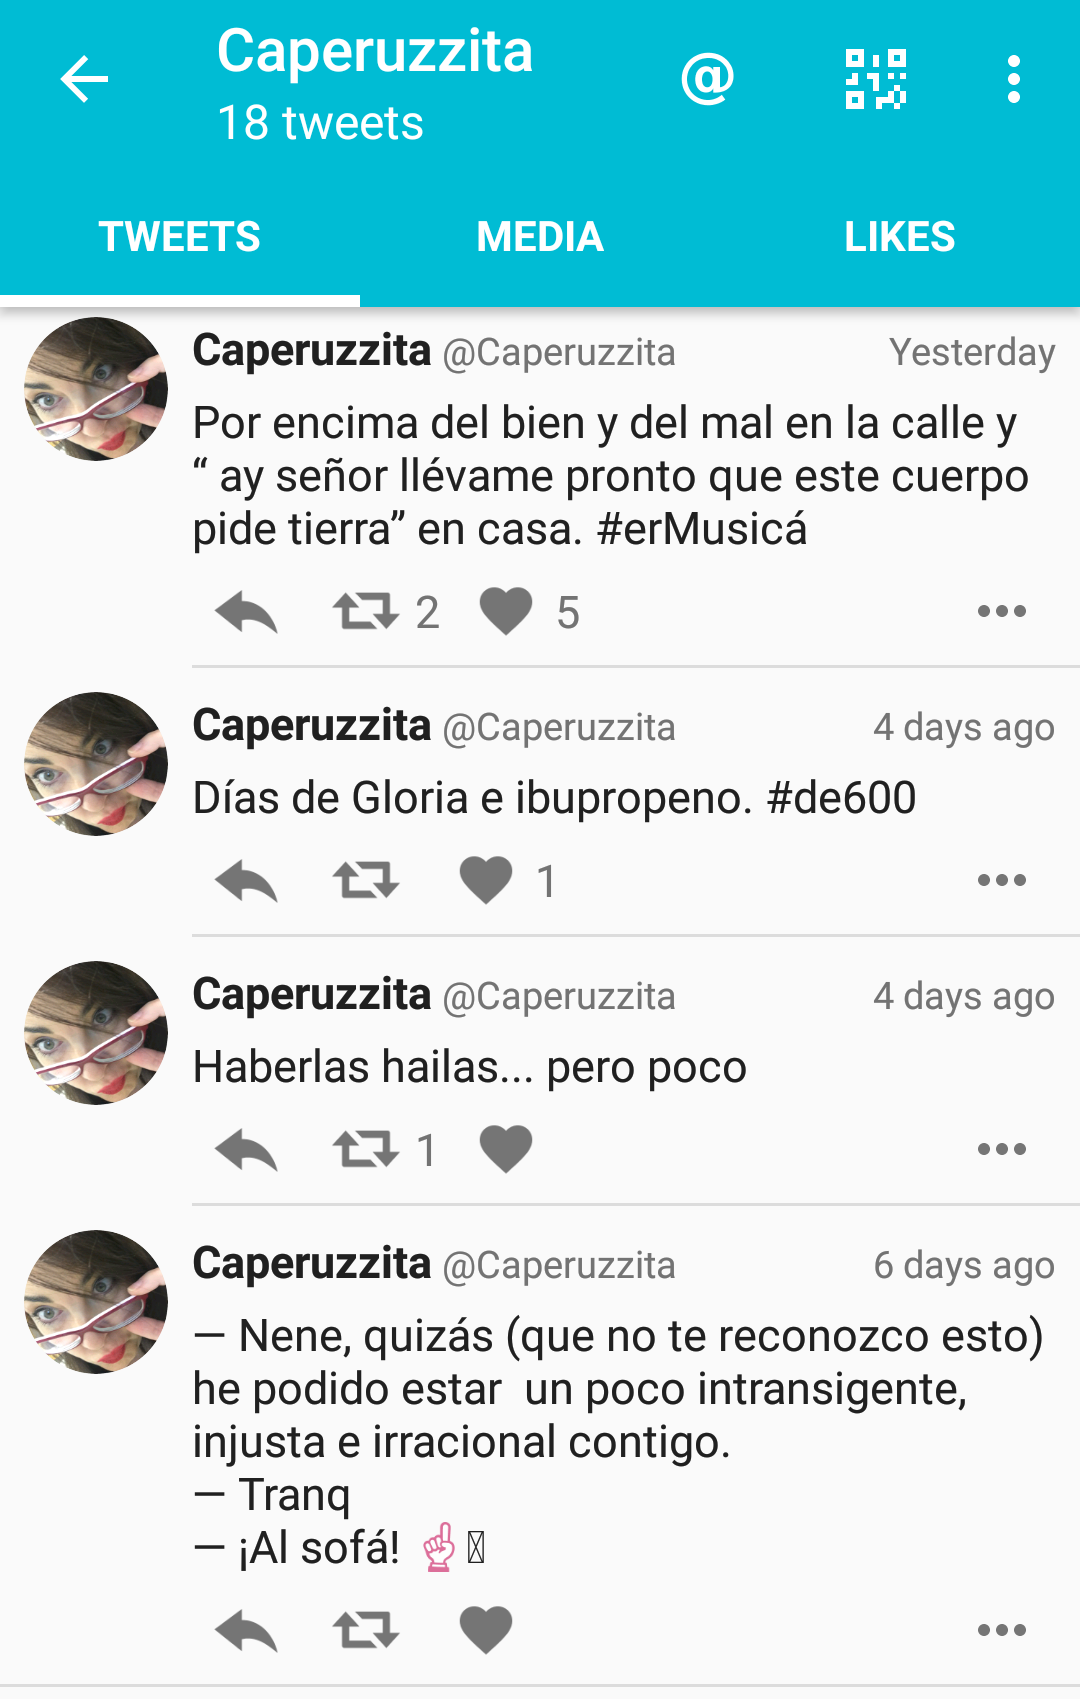 Caperuzzita
18 tweets
TWEETS MEDIA LIKES
Caperuzzita @Caperuzzita Yesterday
Por encima del bien y del mal en la calle y
“ ay señor llévame pronto que este cuerpo
pide tierra” en casa. #erMusicá
2 5
Caperuzzita @Caperuzzita 4 days ago
Días de Gloria e ibupropeno. #de600
1
Caperuzzita @Caperuzzita 4 days ago
Haberlas hailas... pero poco
1
Caperuzzita @Caperuzzita 6 days ago
— Nene, quizás (que no te reconozco esto)
he podido estar  un poco intransigente,
injusta e irracional contigo.
— Tranq
— ¡Al sofá! ☝